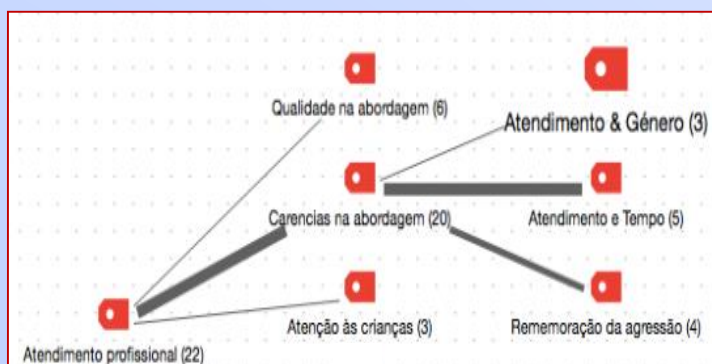 Qualidade na abordagem (6)
Atendimento & Género (3)
Carencias na abordagem (20)
Atendimento e Tempo (5)
Atenção às crianças (3)
Rememoração da agressão (4)
Atendimento profissional (22)